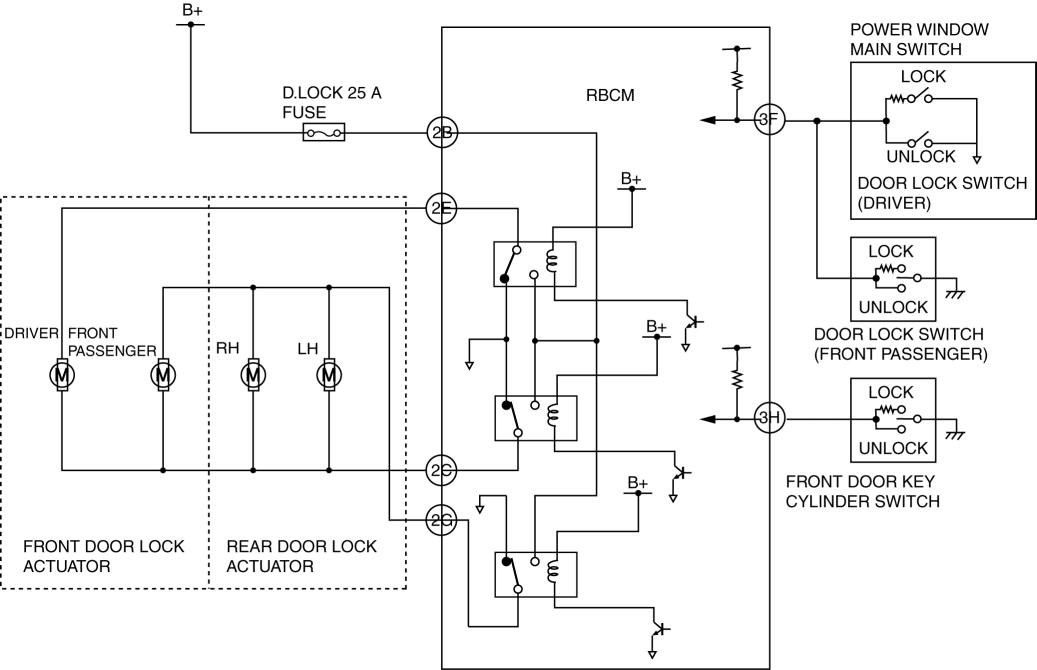 B+
D.LOCK 25 A
FUSE
RBCM
2B
3F
POWER WINDOW
MAIN SWITCH
LOCK
UNLOCK
DOOR LOCK SWITCH
(DRIVER)
B+
2E
LOCK
UNLOCK
DOOR LOCK SWITCH
(FRONT PASSENGER)
B+
DRIVER
FRONT
PASSENGER
RH
LH
M
M
M
M
3H
LOCK
UNLOCK
FRONT DOOR KEY
CYLINDER SWITCH
2C
B+
2G
FRONT DOOR LOCK
ACTUATOR
REAR DOOR LOCK
ACTUATOR